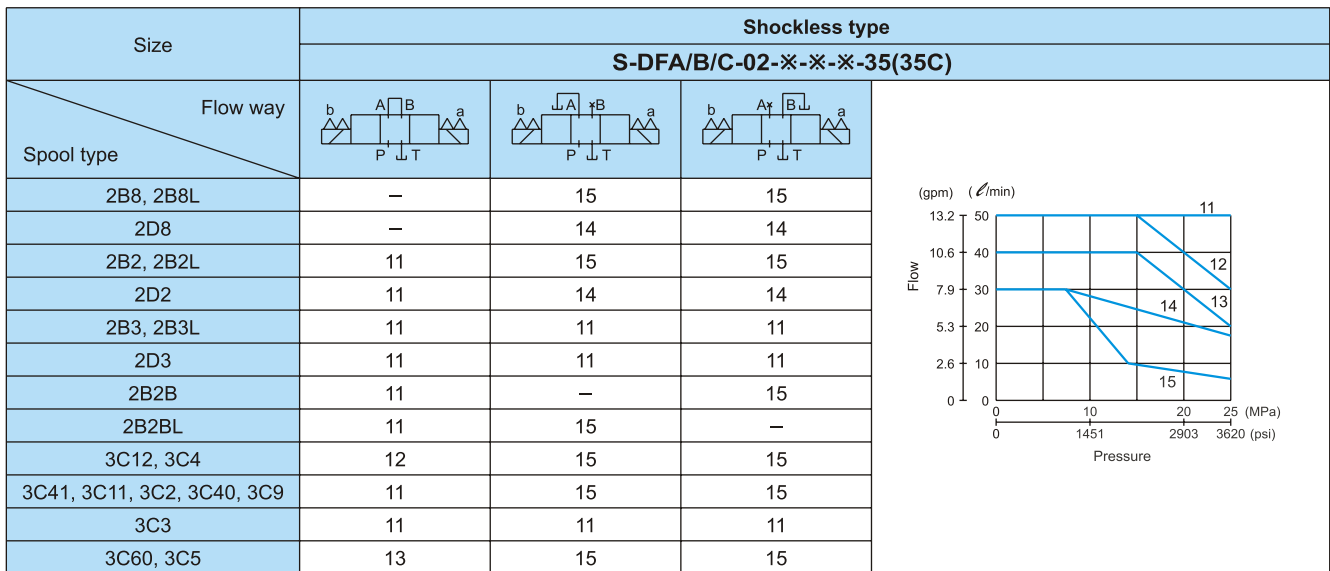 Size
Shockless type
S-DFA/B/C-02-※-※-※-35(35C)
Flow way
Spool type
b A B a
P T
b A B a
P T
b A B a
P T
2B8, 2B8L – 15 15
2D8 – 14 14
2B2, 2B2L 11 15 15
2D2 11 14 14
2B3, 2B3L 11 11 11
2D3 11 11 11
2B2B 11 – 15
2B2BL 11 15 –
3C12, 3C4 12 15 15
3C41, 3C11, 3C2, 3C40, 3C9 11 15 15
3C3 11 11 11
3C60, 3C5 13 15 15
(gpm) (ℓ/min)
13.2 50
10.6 40
7.9 30
5.3 20
2.6 10
0 0
Flow
11
12
13
14
15
0 10 20 25 (MPa)
0 1451 2903 3620 (psi)
Pressure